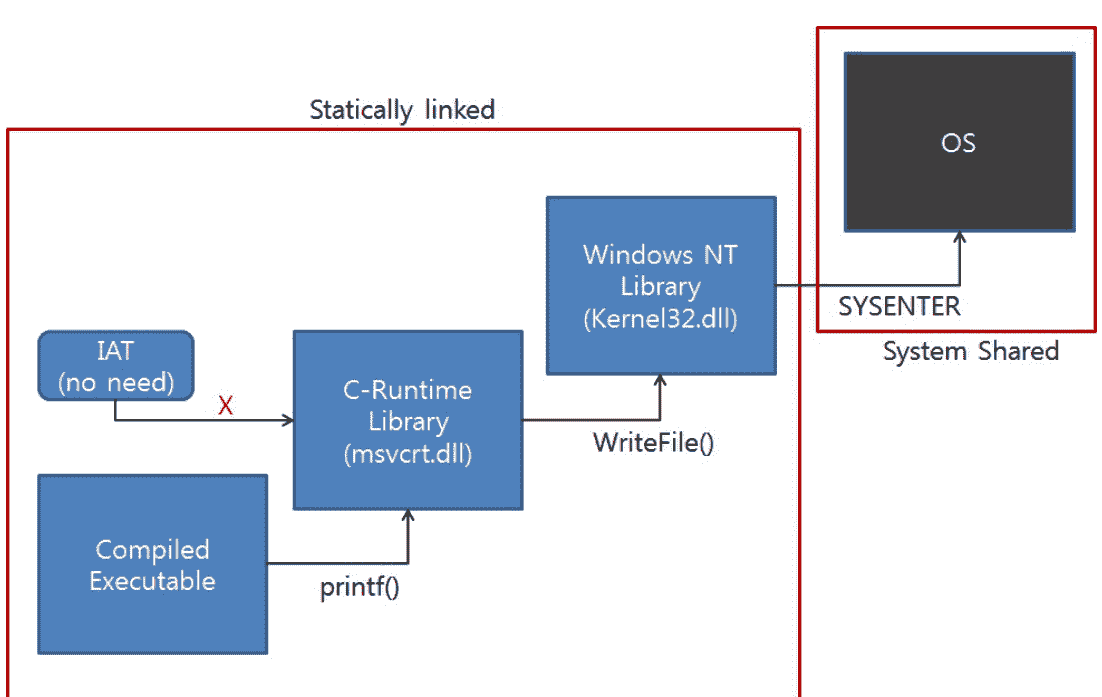 Statically linked
OS
Windows NT
Library
(Kernel32.dll)
SYSENTER
System Shared
IAT
(no need)
X
C-Runtime
Library
(msvcrt.dll)
WriteFile()
Compiled
Executable
printf()